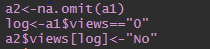 a2<-na.omit(a1)
log<-a1$views=="0"
a2$views[log]<-"No"